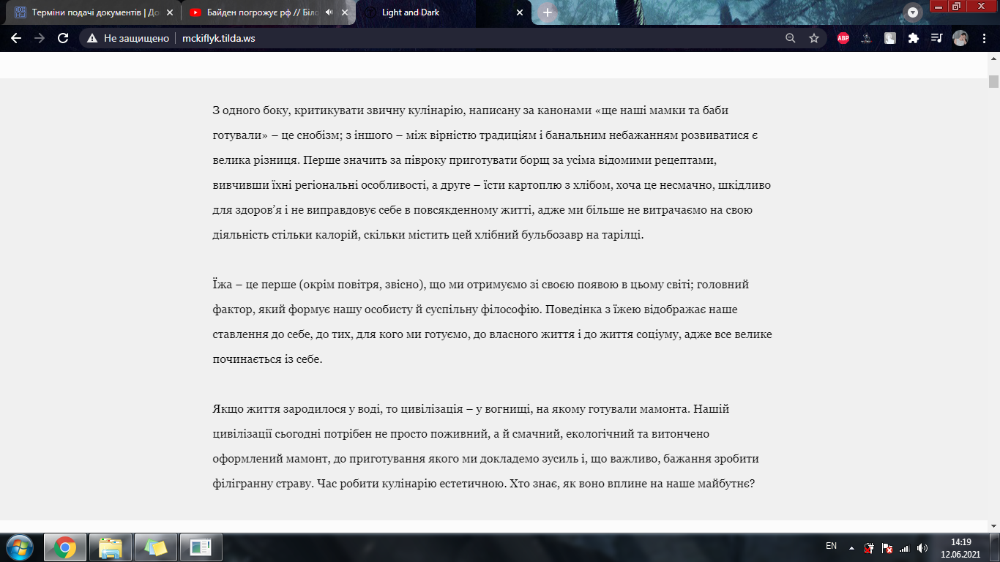 Терміни подачі документів | До
Байден погрожує рф // Біло
Light and Dark
Не защищено
mckiflyk.tilda.ws
ABP
З одного боку, критикувати звичну кулінарію, написану за канонами «ще наші мамки та баби
готували» – це снобізм; з іншого – між вірністю традиціям і банальним небажанням розвиватися є
велика різниця. Перше значить за півроку приготувати борщ за усіма відомими рецептами,
вивчивши їхні регіональні особливості, а друге – їсти картоплю з хлібом, хоча це несмачно, шкідливо
для здоров’я і не виправдовує себе в повсякденному житті, адже ми більше не витрачаємо на свою
діяльність стільки калорій, скільки містить цей хлібний бульбозавр на тарілці.
Їжа – це перше (окрім повітря, звісно), що ми отримуємо зі своєю появою в цьому світі; головний
фактор, який формує нашу особисту й суспільну філософію. Поведінка з їжею відображає наше
ставлення до себе, до тих, для кого ми готуємо, до власного життя і до життя соціуму, адже все велике
починається із себе.
Якщо життя зародилося у воді, то цивілізація – у вогнищі, на якому готували мамонта. Нашій
цивілізації сьогодні потрібен не просто поживний, а й смачний, екологічний та витончено
оформлений мамонт, до приготування якого ми докладемо зусиль і, що важливо, бажання зробити
філігранну страву. Час робити кулінарію естетичною. Хто знає, як воно вплине на наше майбутнє?
EN
14:19
12.06.2021